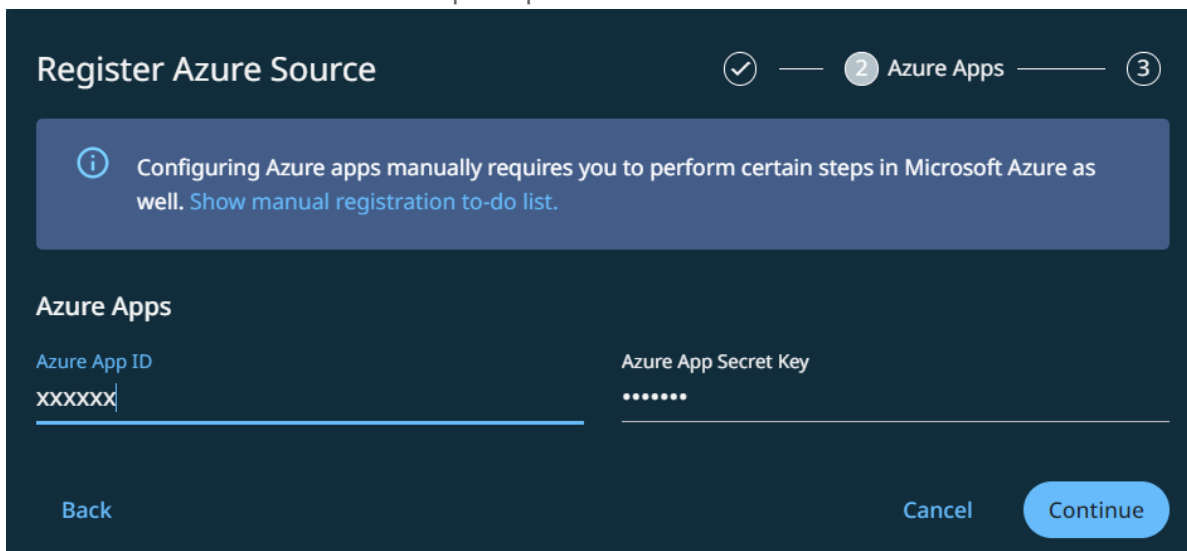 Register Azure Source
2 Azure Apps
3
Configuring Azure apps manually requires you to perform certain steps in Microsoft Azure as
well. Show manual registration to-do list.
Azure Apps
Azure App ID
Azure App Secret Key
xxxxxx
•••••••
Back
Cancel
Continue